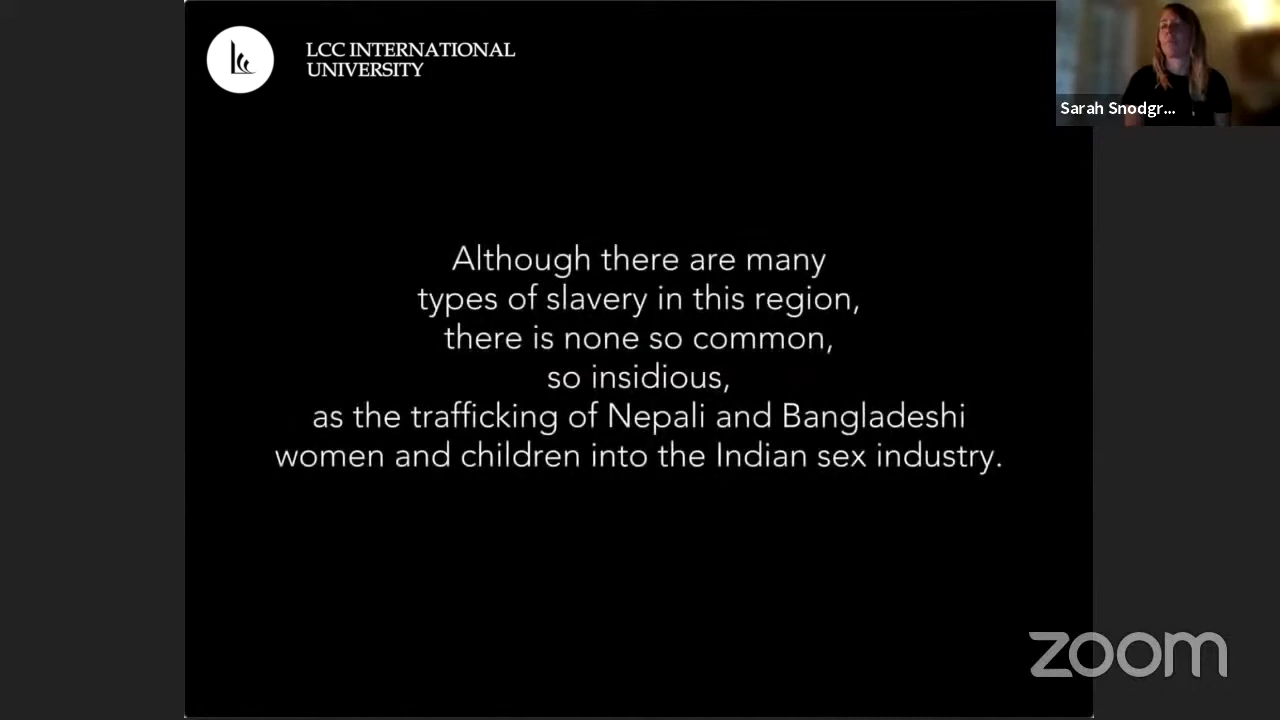 LCC INTERNATIONAL
UNIVERSITY
Sarah Snodgr...
Although there are many
types of slavery in this region,
there is none so common,
so insidious,
as the trafficking of Nepali and Bangladeshi
women and children into the Indian sex industry.
zoom